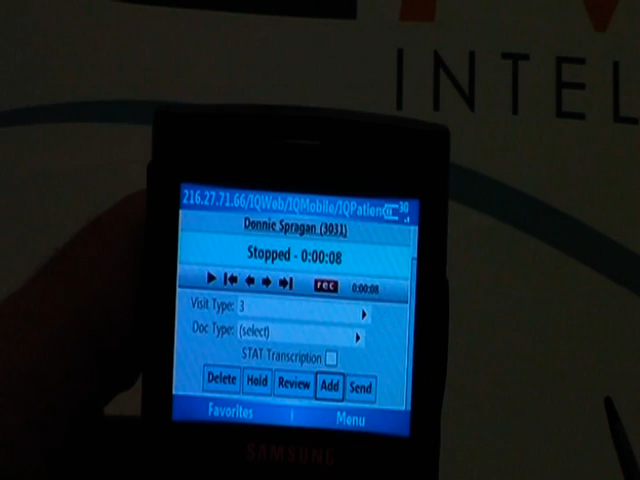 INTEL
216.27.71.66/IQWeb/IQMobile/IQPatien
Donnie Spragan (3031)
Stopped - 0:00:08
rec 0:00:08
Visit Type: 3
Doc Type: (select)
STAT Transcription
Delete Hold Review Add Send
Favorites Menu
SAMSUNG